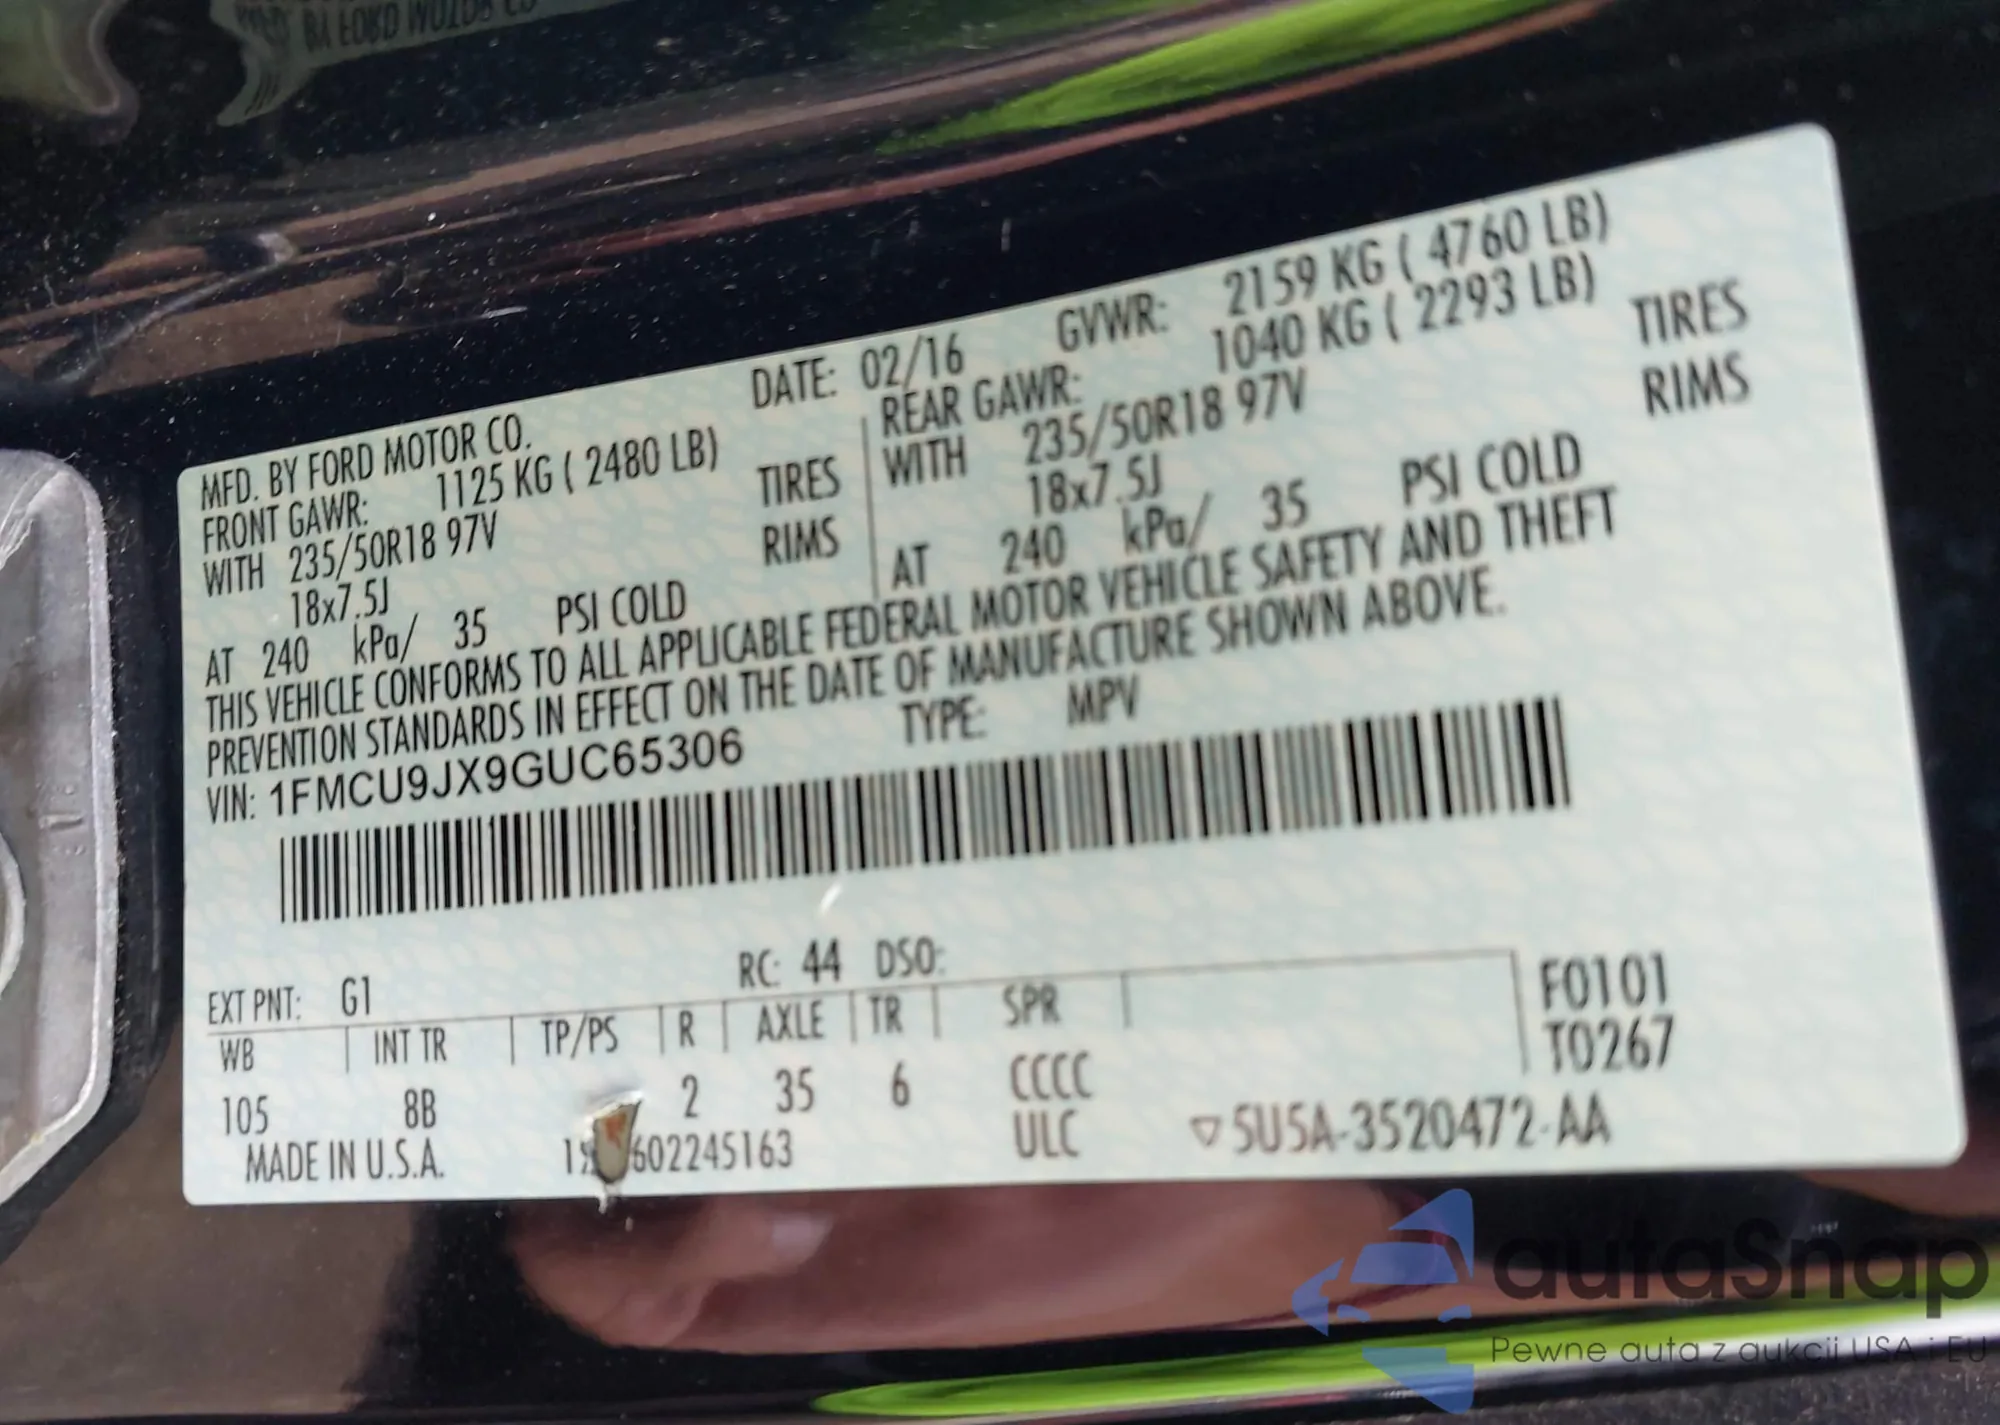 MFD. BY FORD MOTOR CO.
DATE: 02/16
GVWR: 2159 KG ( 4760 LB)
FRONT GAWR: 1125 KG ( 2480 LB)
WITH 235/50R18 97V TIRES
18x7.5J RIMS
AT 240 kPa/ 35 PSI COLD
REAR GAWR: 1040 KG ( 2293 LB)
WITH 235/50R18 97V TIRES
18x7.5J RIMS
AT 240 kPa/ 35 PSI COLD
THIS VEHICLE CONFORMS TO ALL APPLICABLE FEDERAL MOTOR VEHICLE SAFETY AND THEFT
PREVENTION STANDARDS IN EFFECT ON THE DATE OF MANUFACTURE SHOWN ABOVE.
VIN: 1FMCU9JX9GUC65306 TYPE: MPV
EXT PNT: G1 RC: 44 DSO:
WB INT TR TP/PS R AXLE TR SPR
F0101
T0267
105 8B 2 35 6 CCCC
MADE IN U.S.A. ULC ▽5U5A-3520472-AA
autaSnap
Pewne auta z aukcji USA i EU